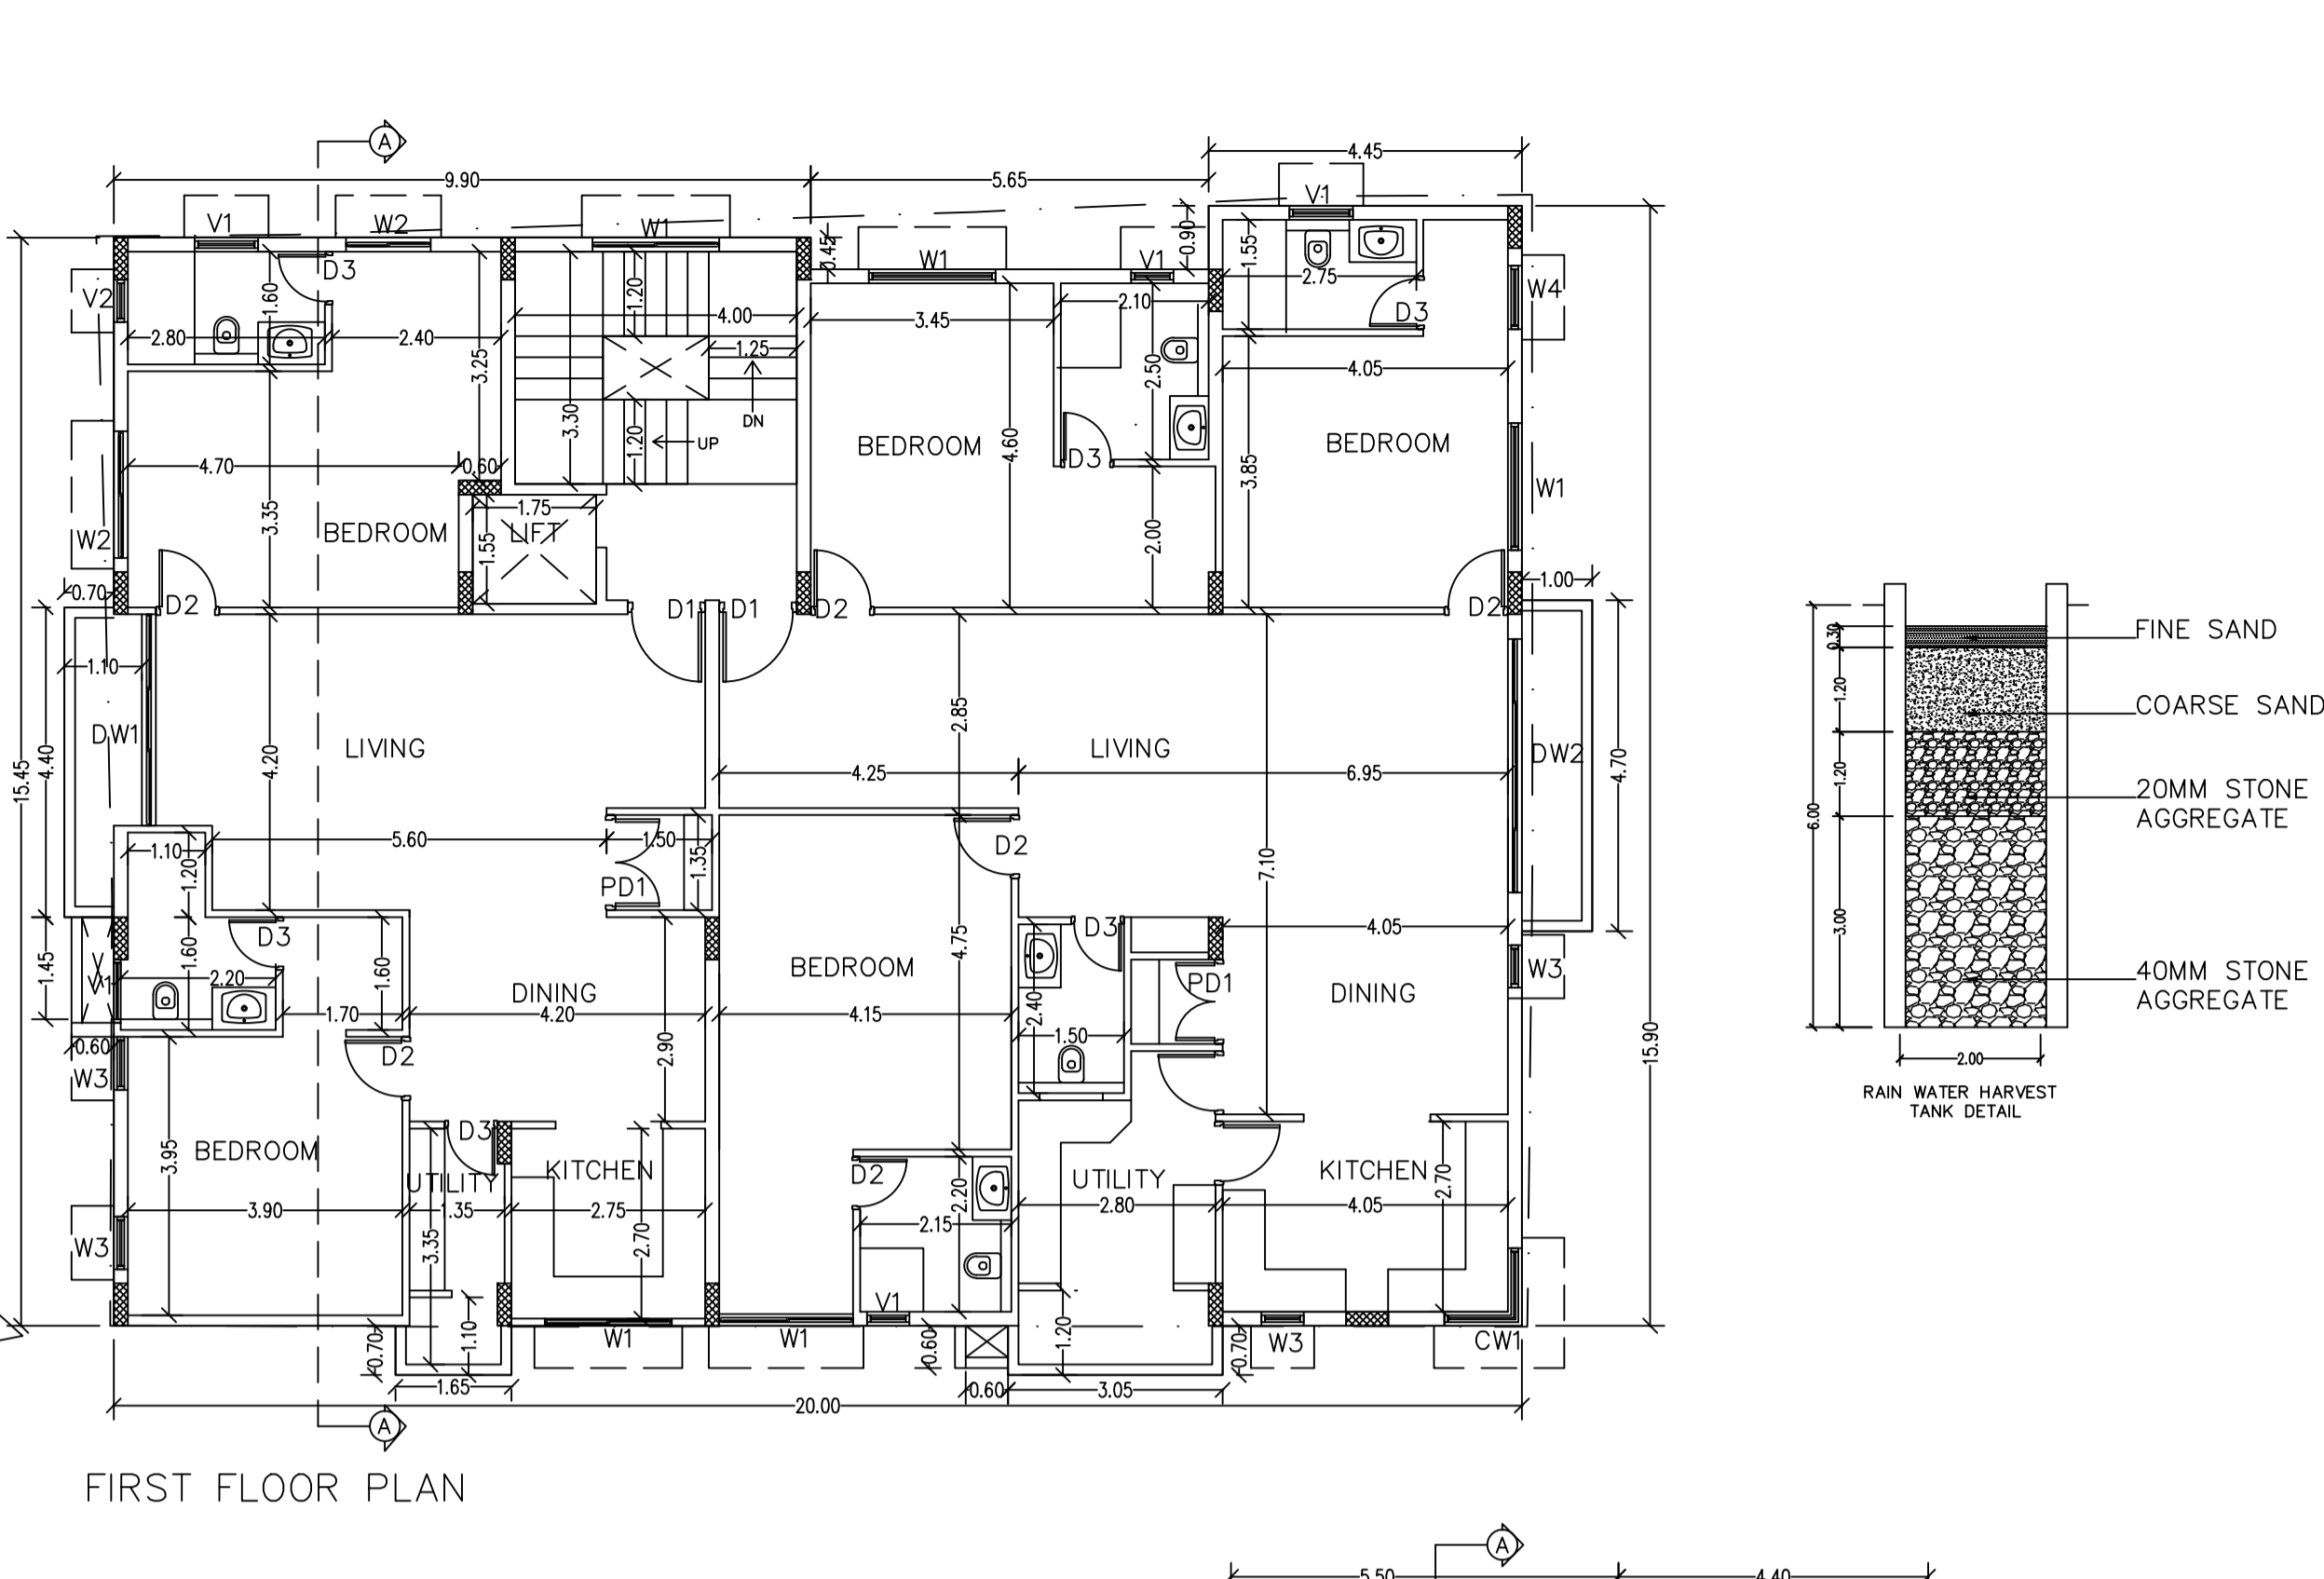 A
4.45
9.90
5.65
V1
V1
W2
W1
0.45
0.90
1.55
W1
V1
2.75
D3
V2
1.60
1.20
2.10
W4
D3
2.80
2.40
4.00
3.45
1.25
3.25
2.50
4.05
3.30
DN
1.20
UP
BEDROOM
4.60
BEDROOM
4.70
0.60
D3
3.85
W1
1.75
3.35
BEDROOM
LIFT
W2
1.55
2.00
0.70
1.00
D2
D1
D1
D2
D2
1.10
DW1
LIVING
2.85
LIVING
DW2
4.70
15.45
4.40
4.20
4.25
6.95
5.60
1.50
1.10
1.20
1.35
D2
7.10
PD1
D3
1.60
1.60
4.75
D3
4.05
1.45
V1
2.20
BEDROOM
W3
DINING
PD1
DINING
1.70
4.20
4.15
2.40
1.50
15.90
0.60
D2
2.90
W3
BEDROOM
3.95
D3
UTILITY
KITCHEN
D2
2.20
UTILITY
KITCHEN
2.70
3.90
1.35
2.75
2.15
2.80
4.05
W3
3.35
2.70
V1
0.70
1.10
W1
W1
0.60
1.20
0.70
W3
CW1
1.65
0.60
3.05
20.00
A
FIRST FLOOR PLAN
0.30
FINE SAND
1.20
COARSE SAND
1.20
20MM STONE
AGGREGATE
6.00
3.00
40MM STONE
AGGREGATE
2.00
RAIN WATER HARVEST
TANK DETAIL
A
5.50
4.40